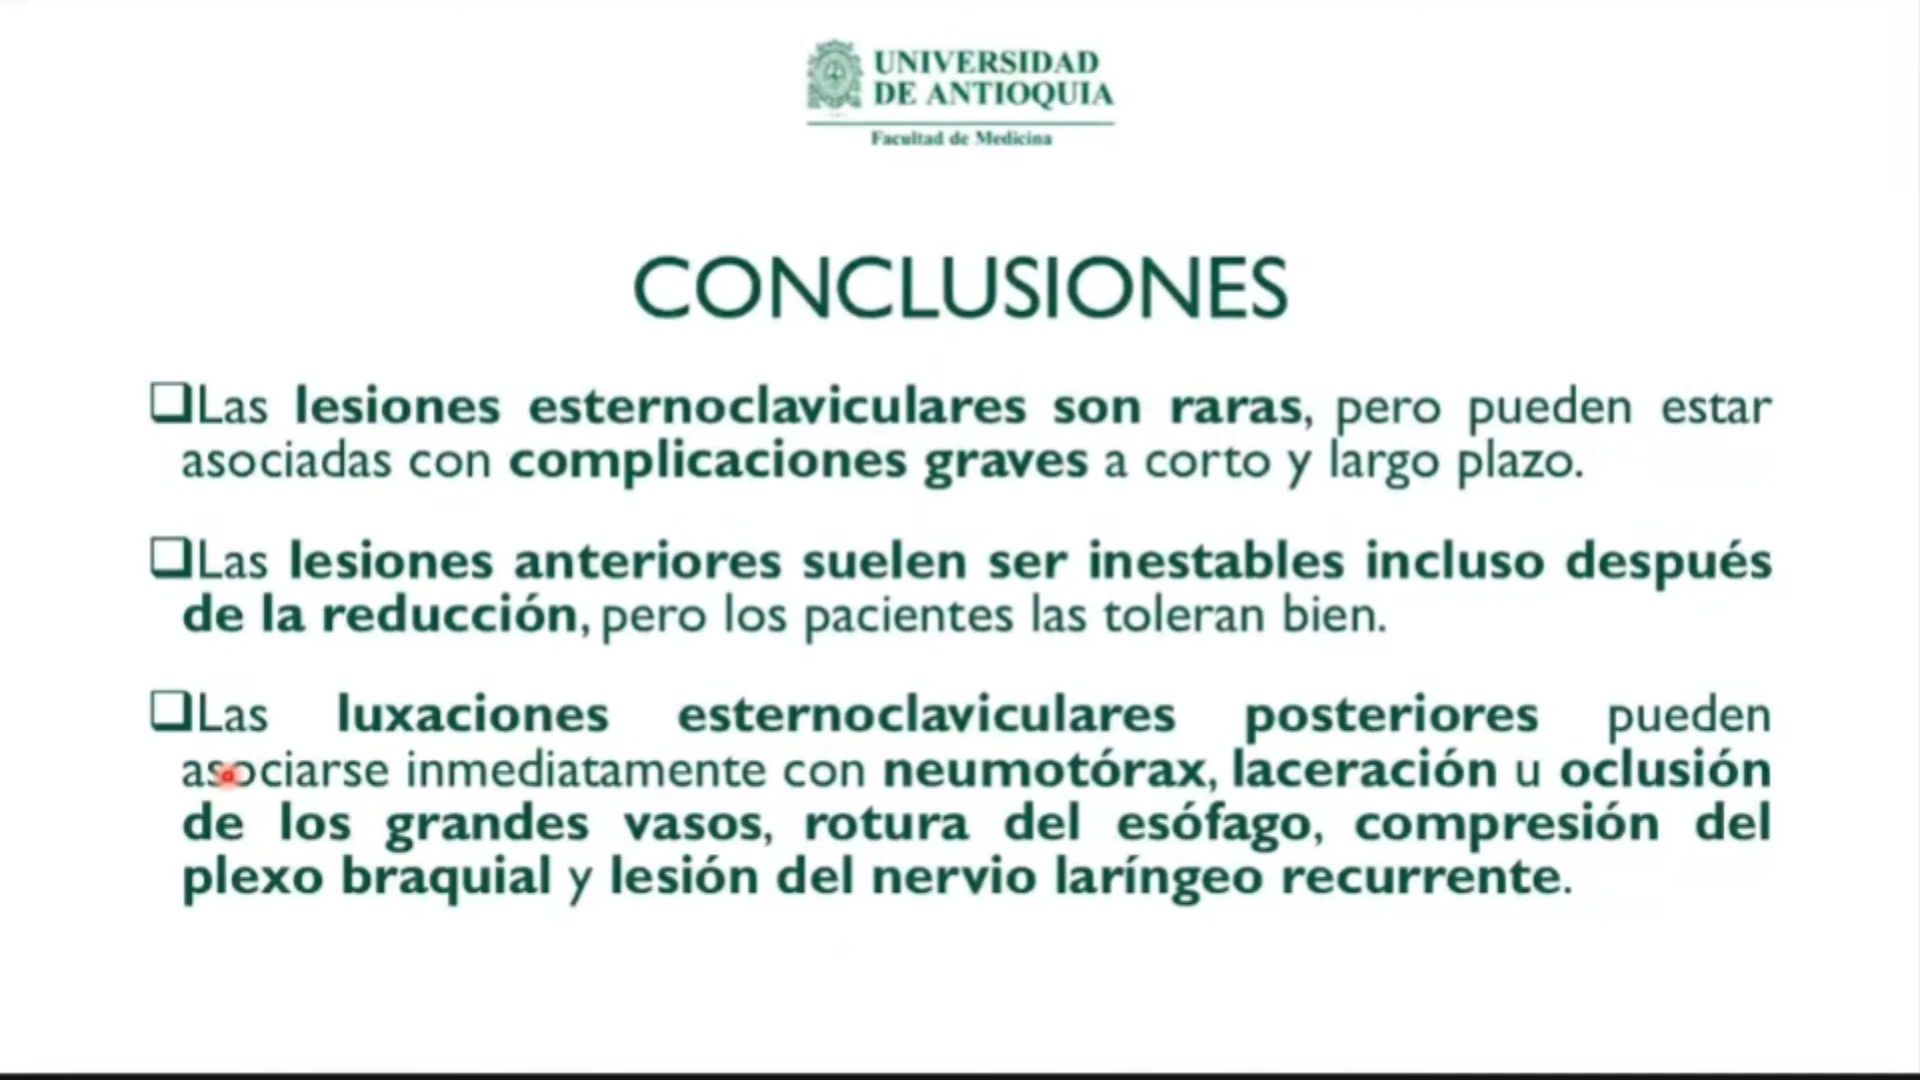 UNIVERSIDAD
DE ANTIOQUIA
Facultad de Medicina
CONCLUSIONES
❑Las lesiones esternoclaviculares son raras, pero pueden estar
asociadas con complicaciones graves a corto y largo plazo.
❑Las lesiones anteriores suelen ser inestables incluso después
de la reducción, pero los pacientes las toleran bien.
❑Las luxaciones esternoclaviculares posteriores pueden
asociarse inmediatamente con neumotórax, laceración u oclusión
de los grandes vasos, rotura del esófago, compresión del
plexo braquial y lesión del nervio laríngeo recurrente.